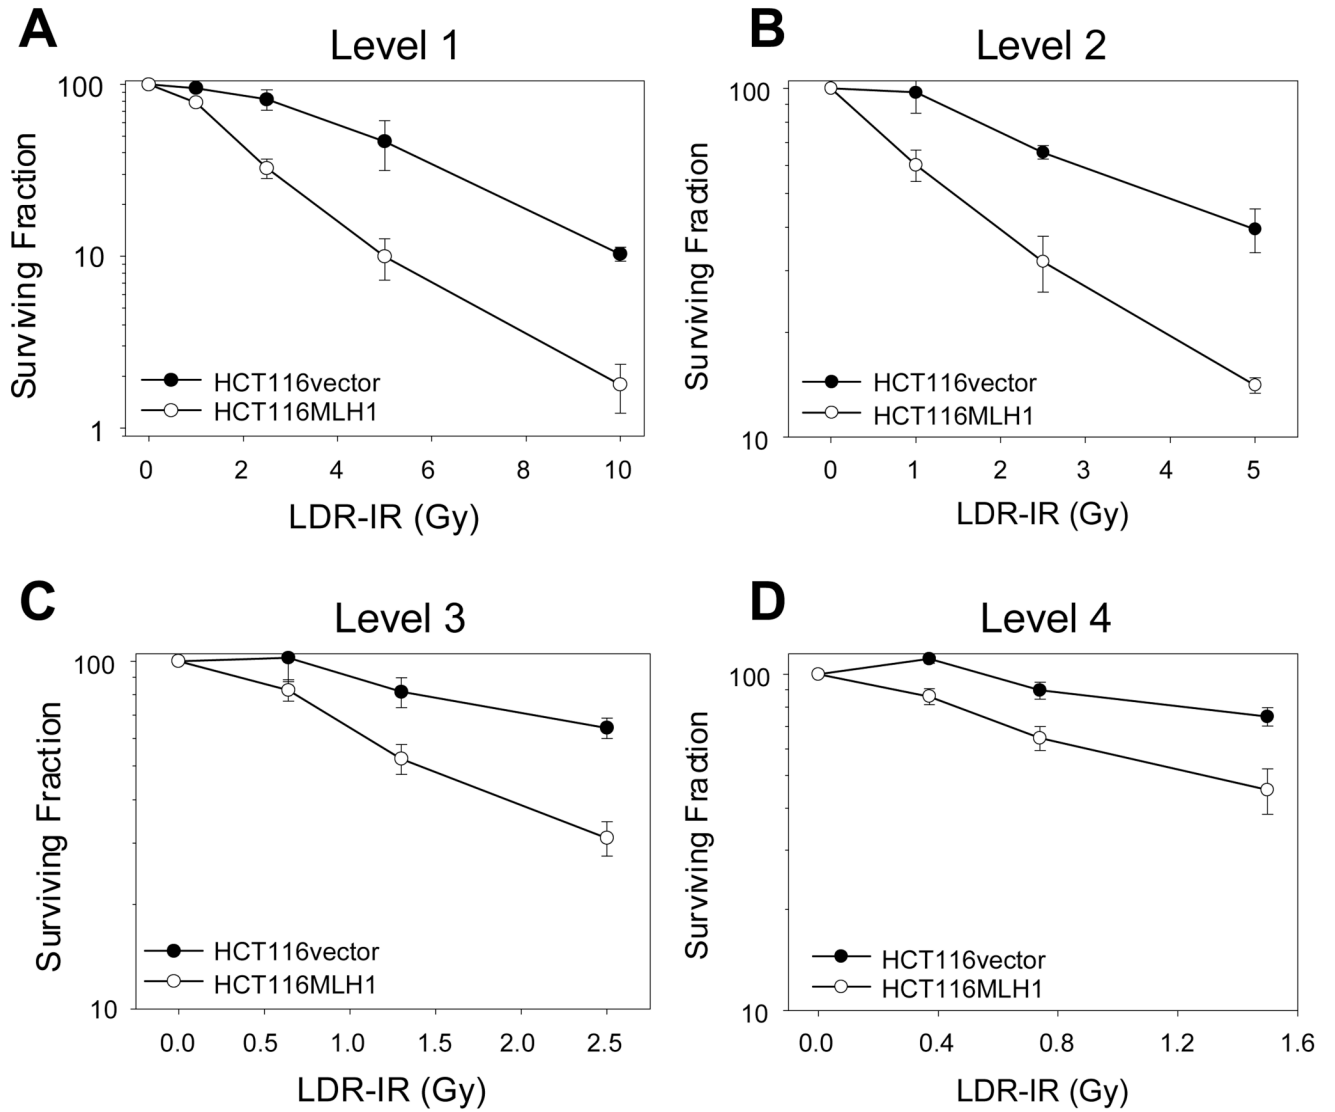 A
Level 1
Surviving Fraction
100
10
1
HCT116vector
HCT116MLH1
0 2 4 6 8 10
LDR-IR (Gy)
B
Level 2
Surviving Fraction
100
10
HCT116vector
HCT116MLH1
0 1 2 3 4 5
LDR-IR (Gy)
C
Level 3
Surviving Fraction
100
10
HCT116vector
HCT116MLH1
0.0 0.5 1.0 1.5 2.0 2.5
LDR-IR (Gy)
D
Level 4
Surviving Fraction
100
10
HCT116vector
HCT116MLH1
0.0 0.4 0.8 1.2 1.6
LDR-IR (Gy)